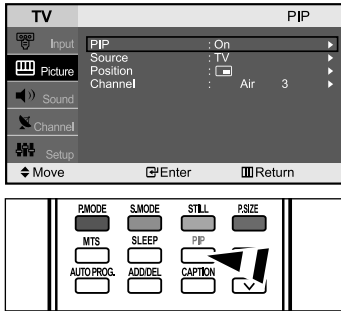 TV PIP
Input
Picture
Sound
Channel
Setup
PIP : On
Source : TV
Position :
Channel : Air 3
Move Enter Return
P.MODE S.MODE STILL P.SIZE
MTS SLEEP PIP
AUTO PROG. ADD/DEL CAPTION